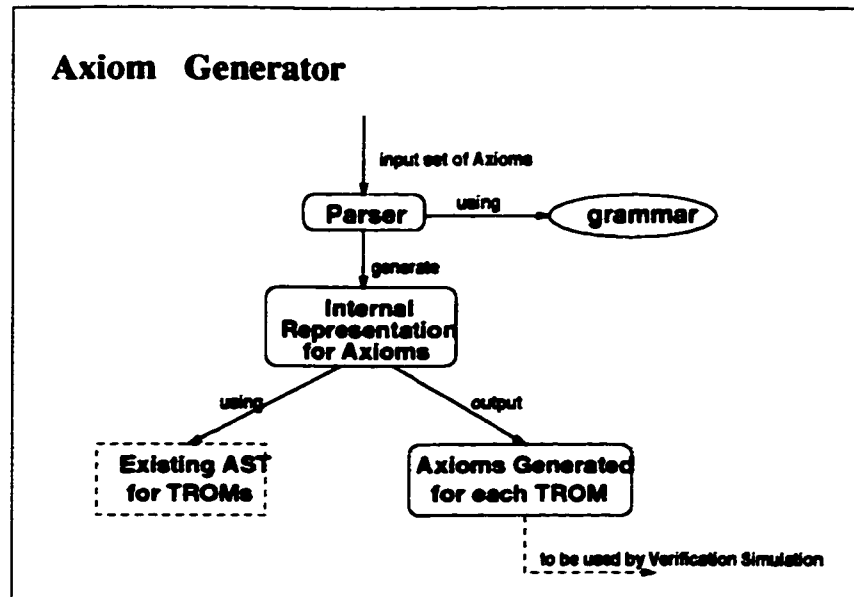 Axiom Generator
input set of Axioms
Parser
using
grammar
generate
Internal
Representation
for Axioms
using
output
Existing AST
for TROMs
Axioms Generated
for each TROM
to be used by Verification Simulation